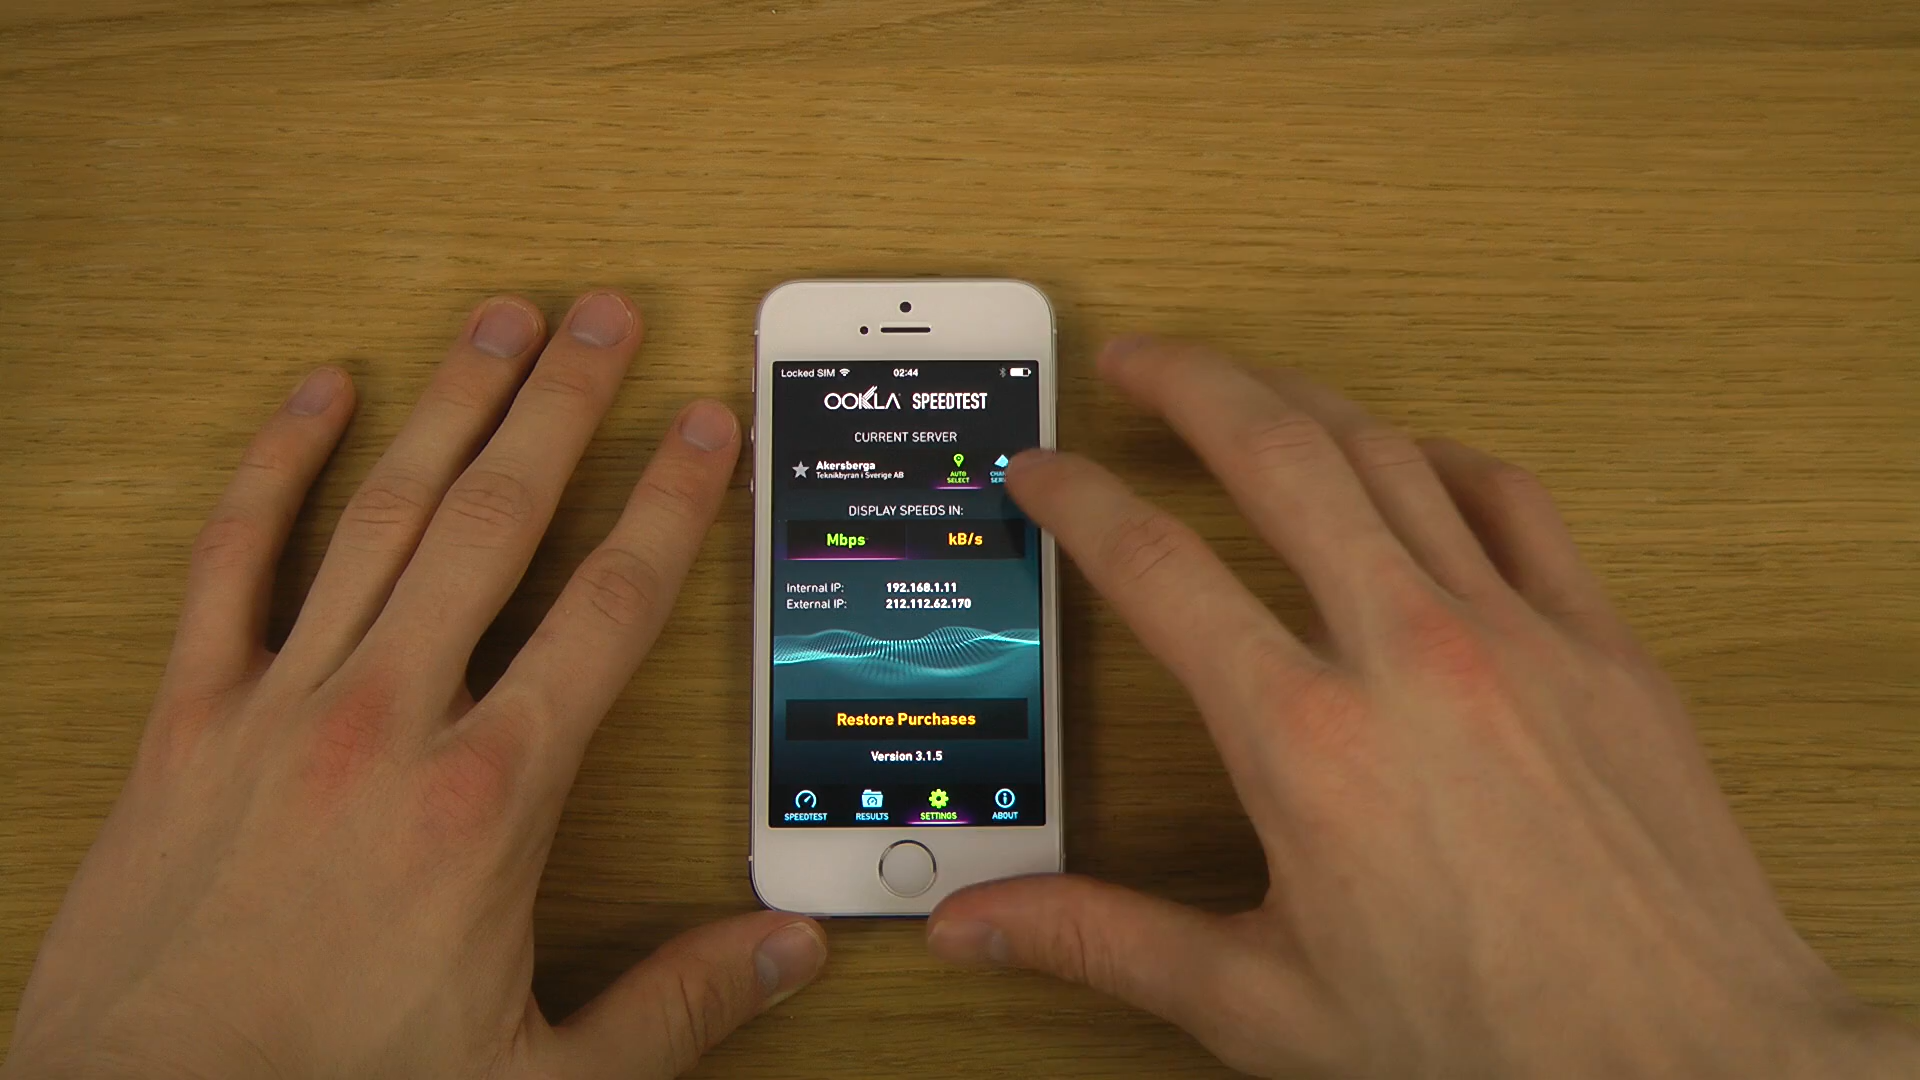 Locked SIM 02:44
OOKLA SPEEDTEST
CURRENT SERVER
Akersberga
Teknikbyran i Sverige AB
AUTO
SELECT
DISPLAY SPEEDS IN:
Mbps kB/s
Internal IP: 192.168.1.11
External IP: 212.112.62.170
Restore Purchases
Version 3.1.5
SPEEDTEST RESULTS SETTINGS ABOUT